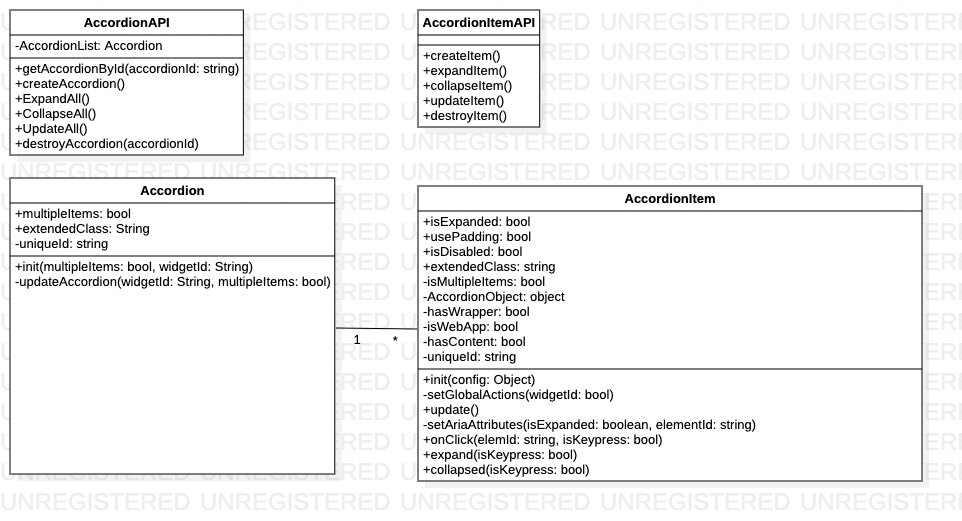 AccordionAPI
-AccordionList: Accordion
+getAccordionById(accordionId: string)
+createAccordion()
+ExpandAll()
+CollapseAll()
+UpdateAll()
+destroyAccordion(accordionId)
AccordionItemAPI
+createItem()
+expandItem()
+collapseItem()
+updateItem()
+destroyItem()
Accordion
+multipleItems: bool
+extendedClass: String
-uniqueId: string
+init(multipleItems: bool, widgetId: String)
-updateAccordion(widgetId: String, multipleItems: bool)
1
*
AccordionItem
+isExpanded: bool
+usePadding: bool
+isDisabled: bool
+extendedClass: string
-isMultipleItems: bool
-AccordionObject: object
-hasWrapper: bool
-isWebApp: bool
-hasContent: bool
-uniqueId: string
+init(config: Object)
-setGlobalActions(widgetId: bool)
+update()
-setAriaAttributes(isExpanded: boolean, elementId: string)
+onClick(elemId: string, isKeypress: bool)
+expand(isKeypress: bool)
+collapsed(isKeypress: bool)
UNREGISTERED UNREGISTERED UNREGISTERED UNREGISTERED